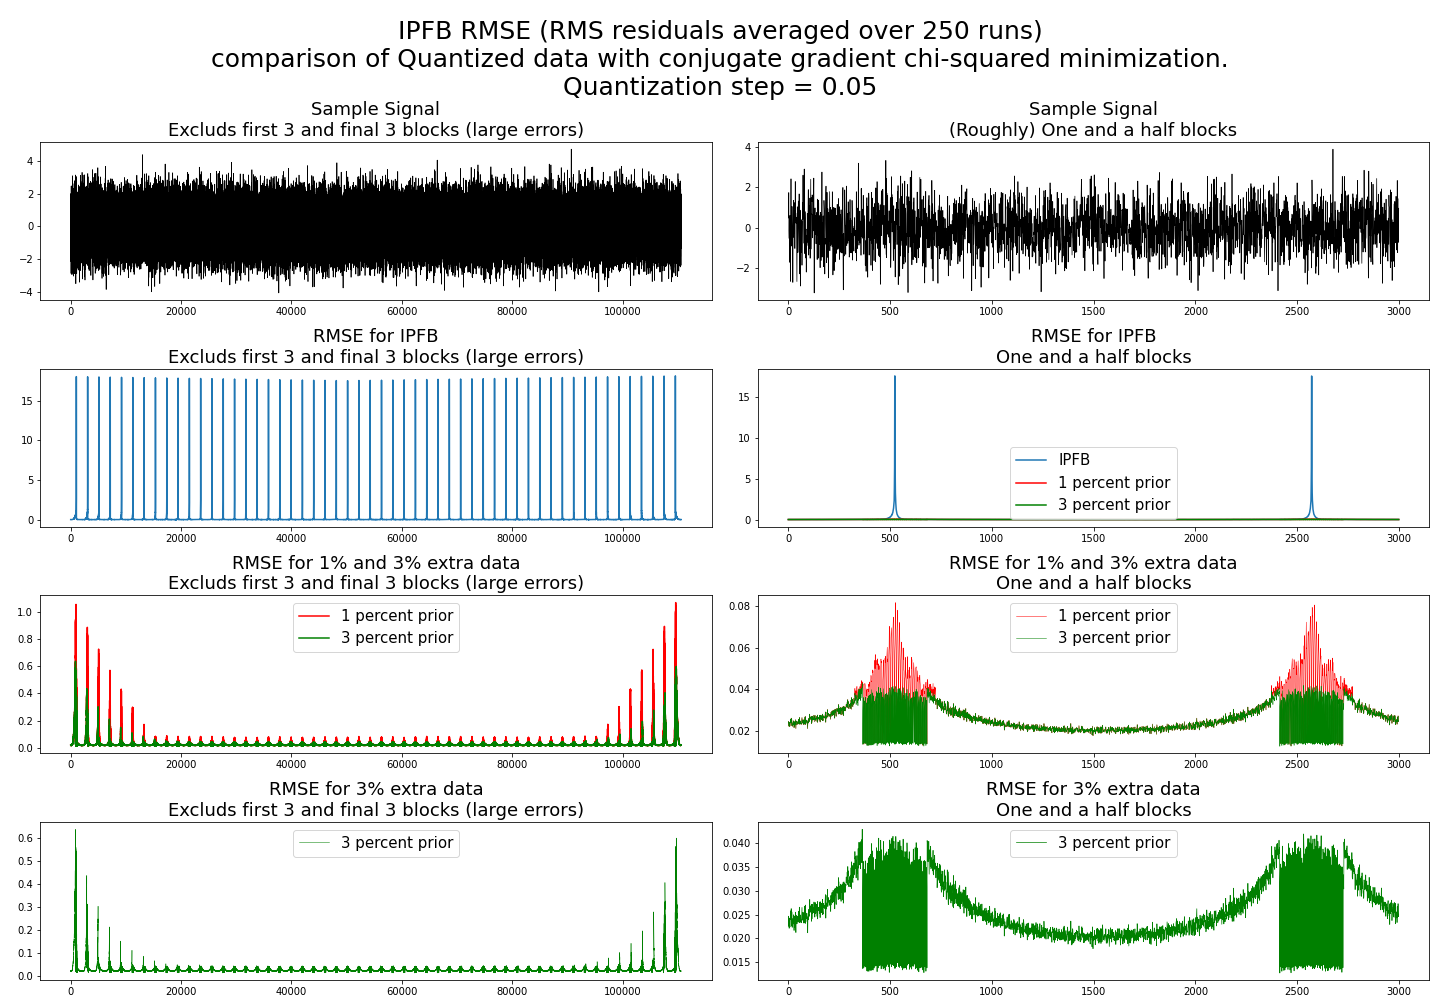 IPFB RMSE (RMS residuals averaged over 250 runs)
comparison of Quantized data with conjugate gradient chi-squared minimization.
Quantization step = 0.05
Sample Signal
Excluds first 3 and final 3 blocks (large errors)
4
2
0
−2
−4
0 20000 40000 60000 80000 100000
Sample Signal
(Roughly) One and a half blocks
4
2
0
−2
0 500 1000 1500 2000 2500 3000
RMSE for IPFB
Excluds first 3 and final 3 blocks (large errors)
15
10
5
0
0 20000 40000 60000 80000 100000
RMSE for IPFB
One and a half blocks
15
10
5
0
IPFB
1 percent prior
3 percent prior
0 500 1000 1500 2000 2500 3000
RMSE for 1% and 3% extra data
Excluds first 3 and final 3 blocks (large errors)
1.0
0.8
0.6
0.4
0.2
0.0
1 percent prior
3 percent prior
0 20000 40000 60000 80000 100000
RMSE for 1% and 3% extra data
One and a half blocks
0.08
0.06
0.04
0.02
1 percent prior
3 percent prior
0 500 1000 1500 2000 2500 3000
RMSE for 3% extra data
Excluds first 3 and final 3 blocks (large errors)
0.6
0.5
0.4
0.3
0.2
0.1
0.0
3 percent prior
0 20000 40000 60000 80000 100000
RMSE for 3% extra data
One and a half blocks
0.040
0.035
0.030
0.025
0.020
0.015
3 percent prior
0 500 1000 1500 2000 2500 3000